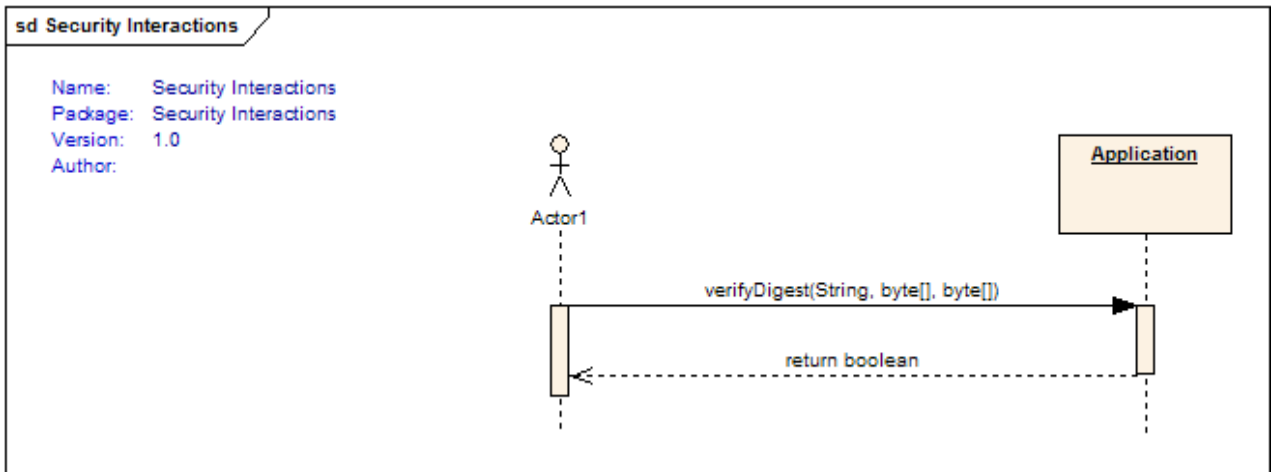 sd Security Interactions
Name: Security Interactions
Package: Security Interactions
Version: 1.0
Author:
Actor1
Application
verifyDigest(String, byte[], byte[])
return boolean